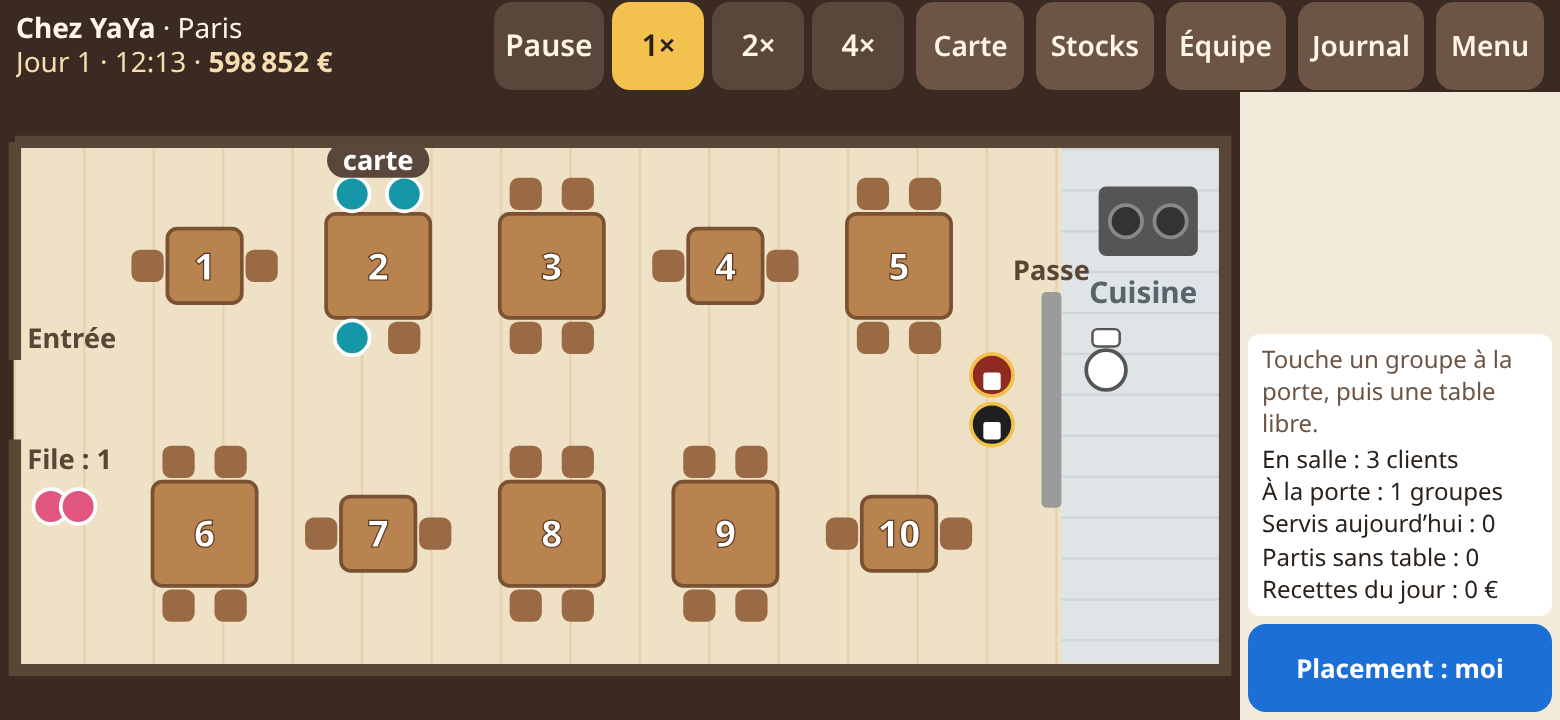 Chez YaYa · Paris
Jour 1 · 12:13 · 598 852 €
Pause
1×
2×
4×
Carte
Stocks
Équipe
Journal
Menu
carte
1
2
3
4
5
Passe
Cuisine
Entrée
File : 1
6
7
8
9
10
Touche un groupe à la
porte, puis une table
libre.
En salle : 3 clients
À la porte : 1 groupes
Servis aujourd’hui : 0
Partis sans table : 0
Recettes du jour : 0 €
Placement : moi